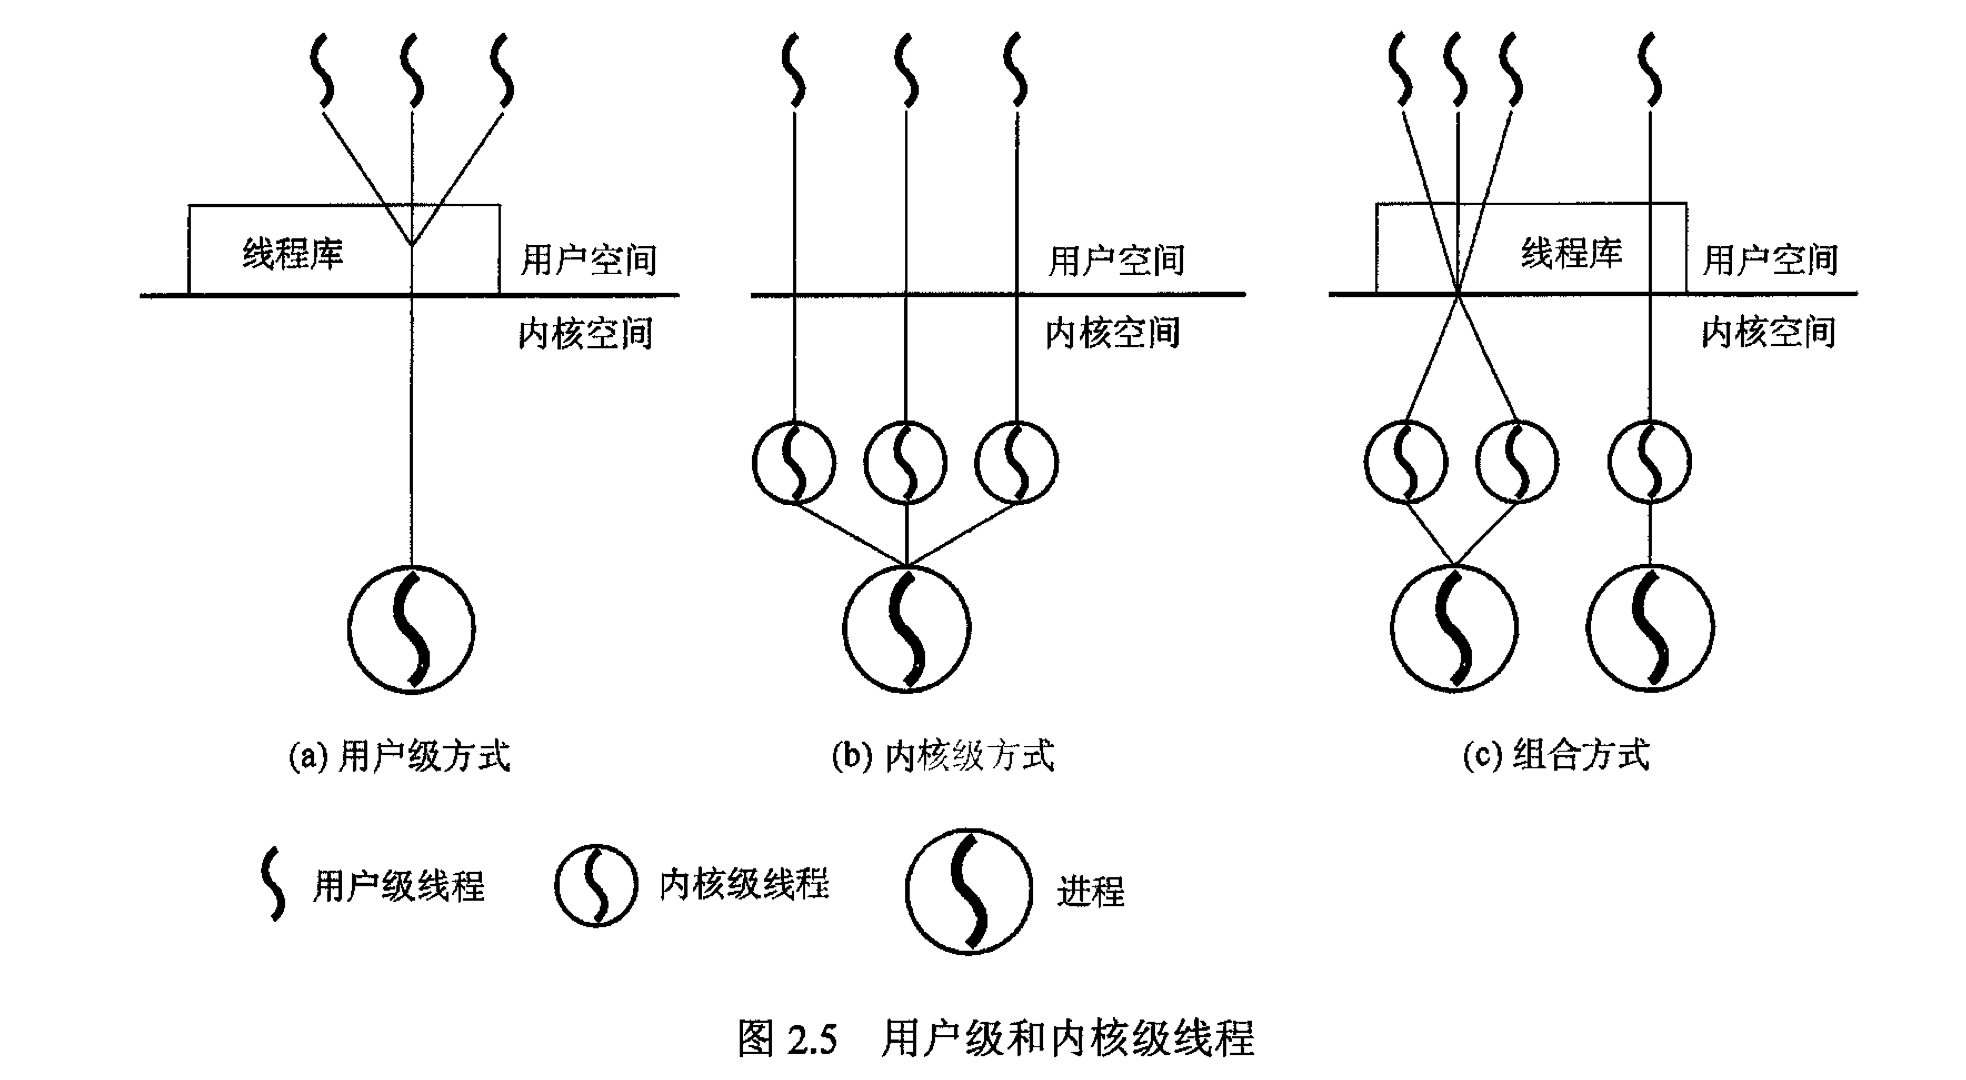 线程库 用户空间
内核空间
用户空间
内核空间
线程库 用户空间
内核空间
(a) 用户级方式
(b) 内核级方式
(c) 组合方式
用户级线程
内核级线程
进程
图 2.5 用户级和内核级线程